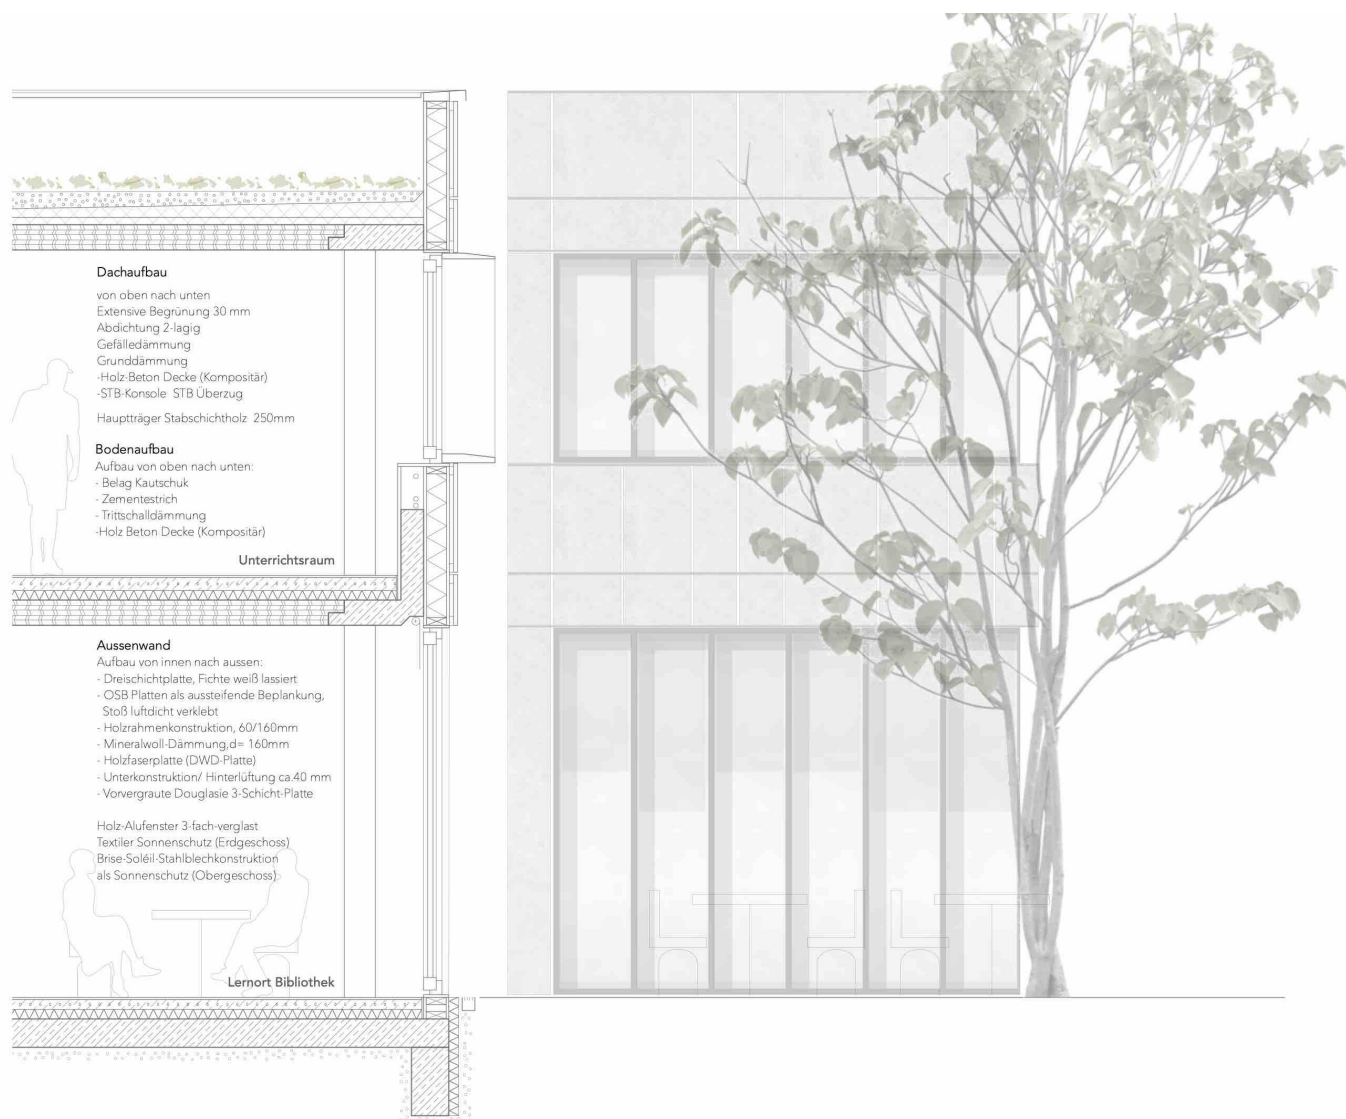 Dachaufbau
von oben nach unten
Extensive Begrünung 30 mm
Abdichtung 2-lagig
Gefälledämmung
Grunddämmung
-Holz-Beton Decke (Kompositär)
-STB-Konsole STB Überzug
Hauptträger Stabschichtholz 250mm
Bodenaufbau
Aufbau von oben nach unten:
- Belag Kautschuk
- Zementestrich
- Trittschalldämmung
-Holz Beton Decke (Kompositär)
Unterrichtsraum
Aussenwand
Aufbau von innen nach aussen:
- Dreischichtplatte, Fichte weiß lassiert
- OSB Platten als aussteifende Beplankung,
Stoß luftdicht verklebt
- Holzrahmenkonstruktion, 60/160mm
- Mineralwoll-Dämmung,d= 160mm
- Holzfaserplatte (DWD-Platte)
- Unterkonstruktion/ Hinterlüftung ca.40 mm
- Vorvergraute Douglasie 3-Schicht-Platte
Holz-Alufenster 3-fach-verglast
Textiler Sonnenschutz (Erdgeschoss)
Brise-Soléil-Stahlblechkonstruktion
als Sonnenschutz (Obergeschoss)
Lernort Bibliothek